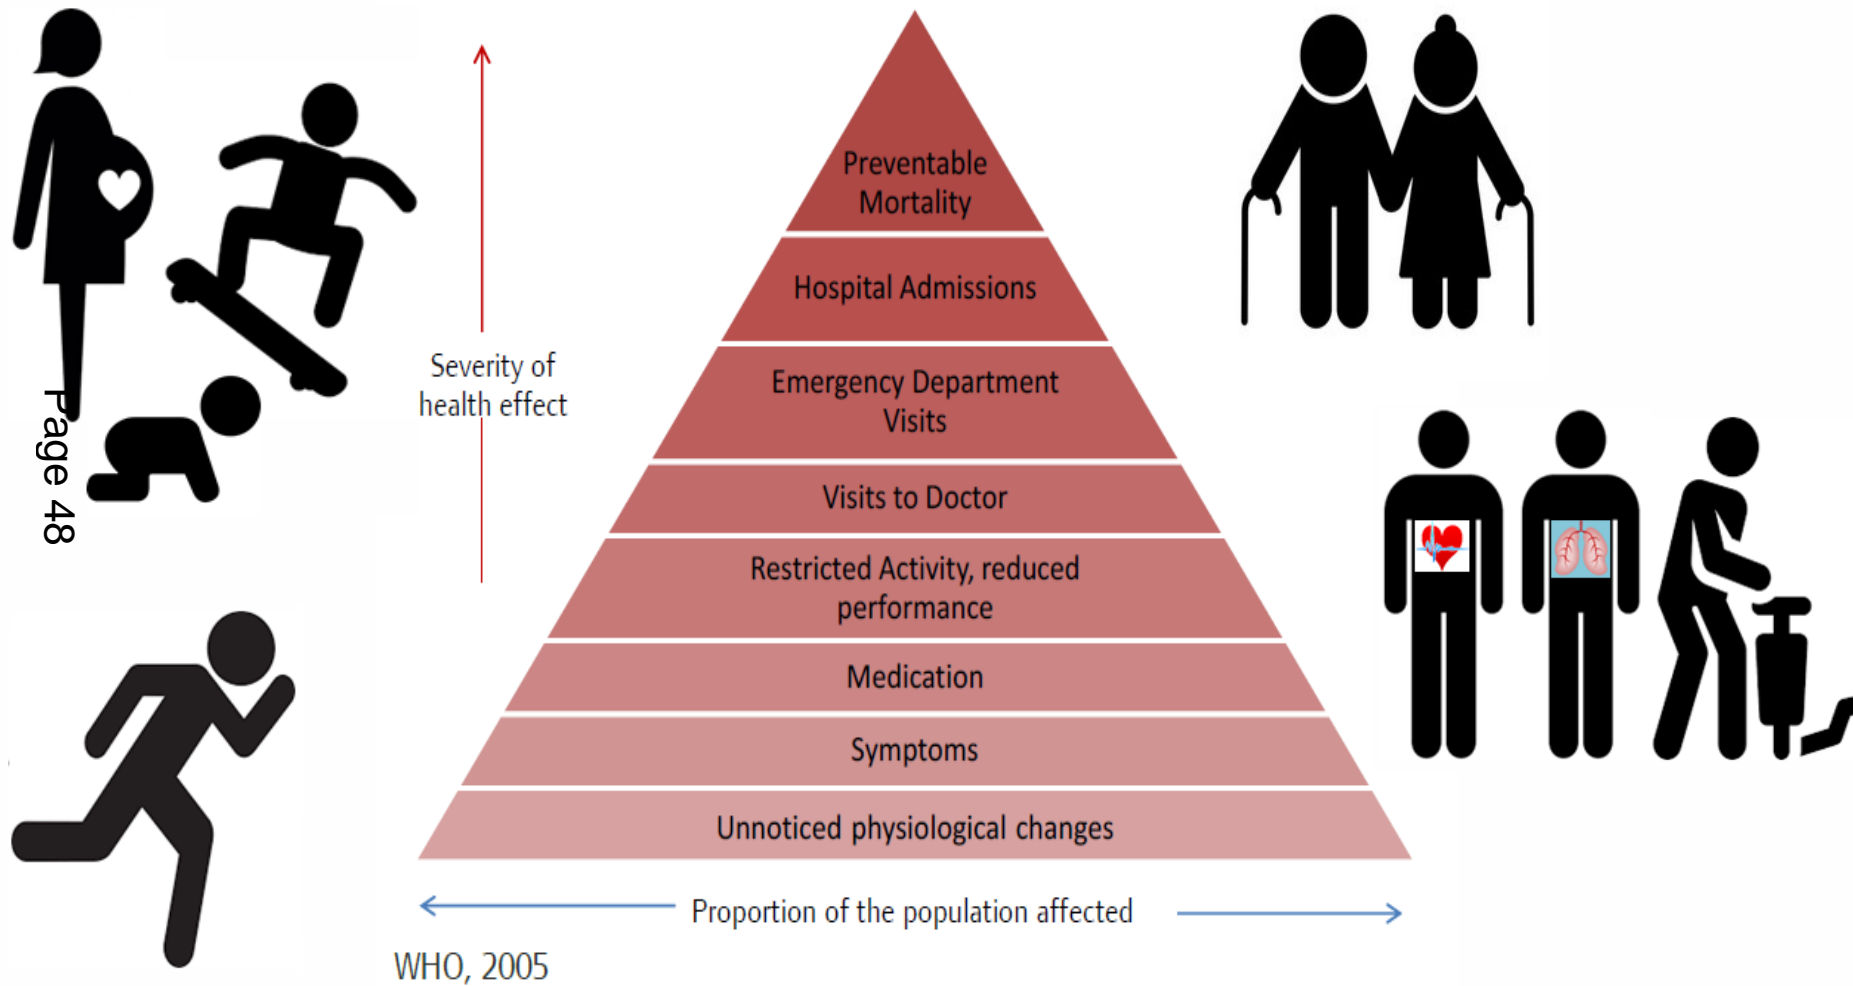 Preventable
Mortality
Hospital Admissions
Severity of
health effect
Emergency Department
Visits
Page 48
Visits to Doctor
Restricted Activity, reduced
performance
Medication
Symptoms
Unnoticed physiological changes
Proportion of the population affected
WHO, 2005